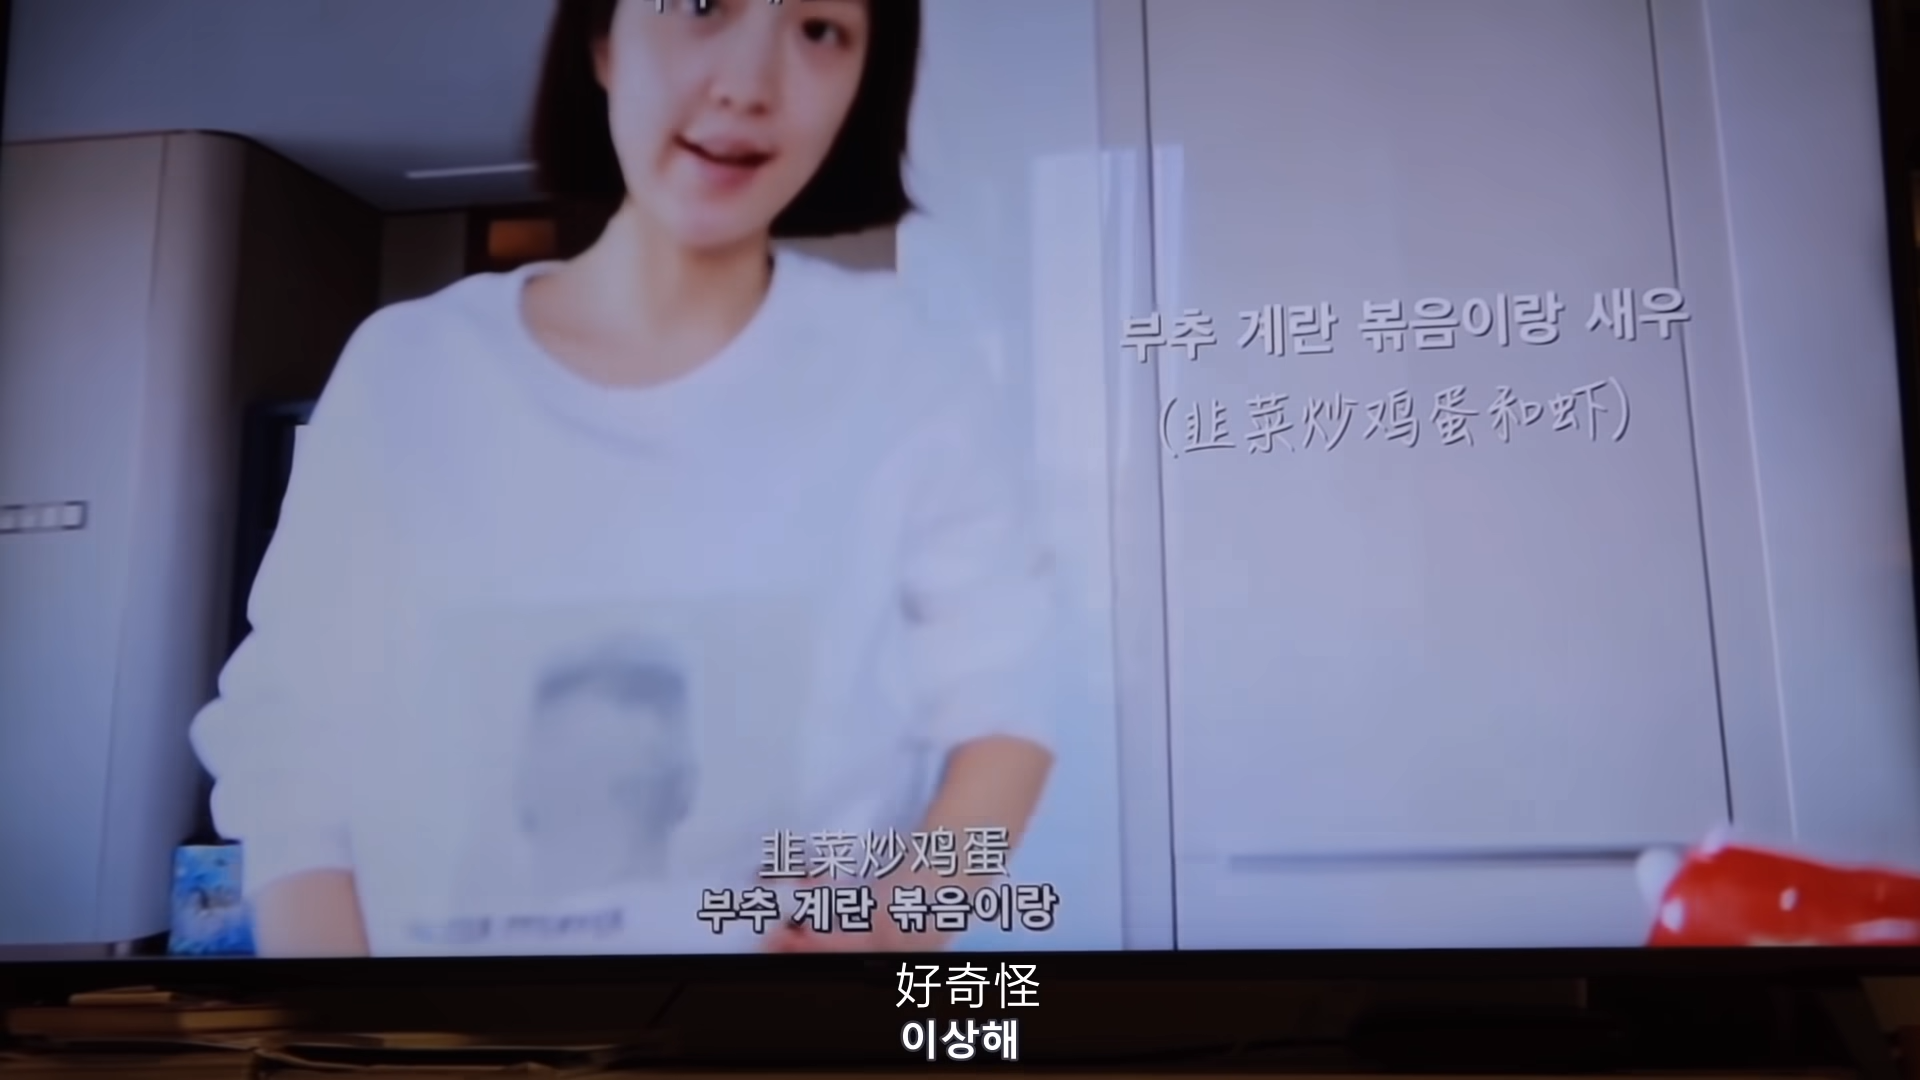 부추 계란 볶음이랑 새우
(韭菜炒鸡蛋和虾)
韭菜炒鸡蛋
부추 계란 볶음이랑
好奇怪
이상해